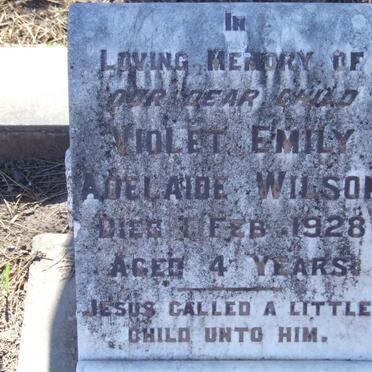 IN
LOVING MEMORY OF
OUR DEAR CHILD
VIOLET EMILY
ADELAIDE WILSON
DIED 1 FEB. 1928
AGED 4 YEARS.
JESUS CALLED A LITTLE
CHILD UNTO HIM.